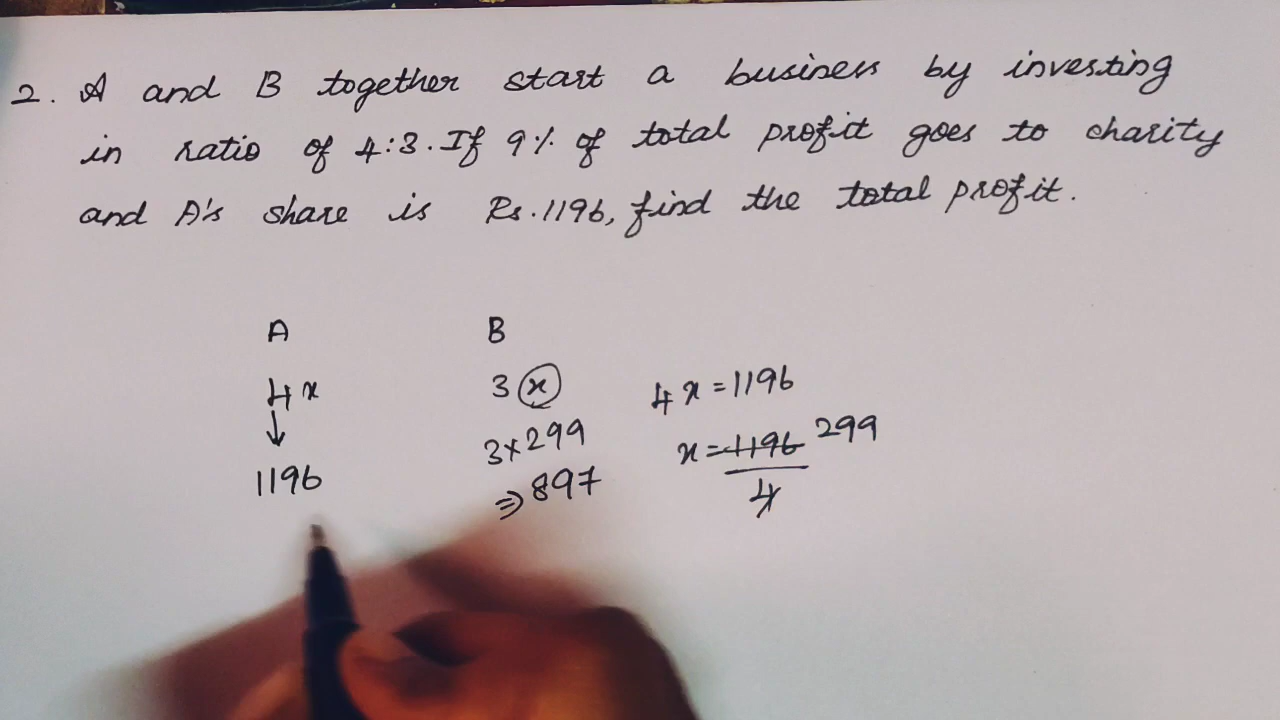 2. A and B together start a business by investing
in ratio of 4:3. If 9% of total profit goes to charity
and A's share is Rs. 1196, find the total profit.
A B
4x 3x 4x = 1196
↓ 3×299 x = 1196 299
1196 ⇒ 897 4